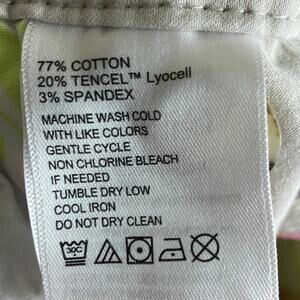 77% COTTON
20% TENCEL™ Lyocell
3% SPANDEX
MACHINE WASH COLD
WITH LIKE COLORS
GENTLE CYCLE
NON CHLORINE BLEACH
IF NEEDED
TUMBLE DRY LOW
COOL IRON
DO NOT DRY CLEAN
30C